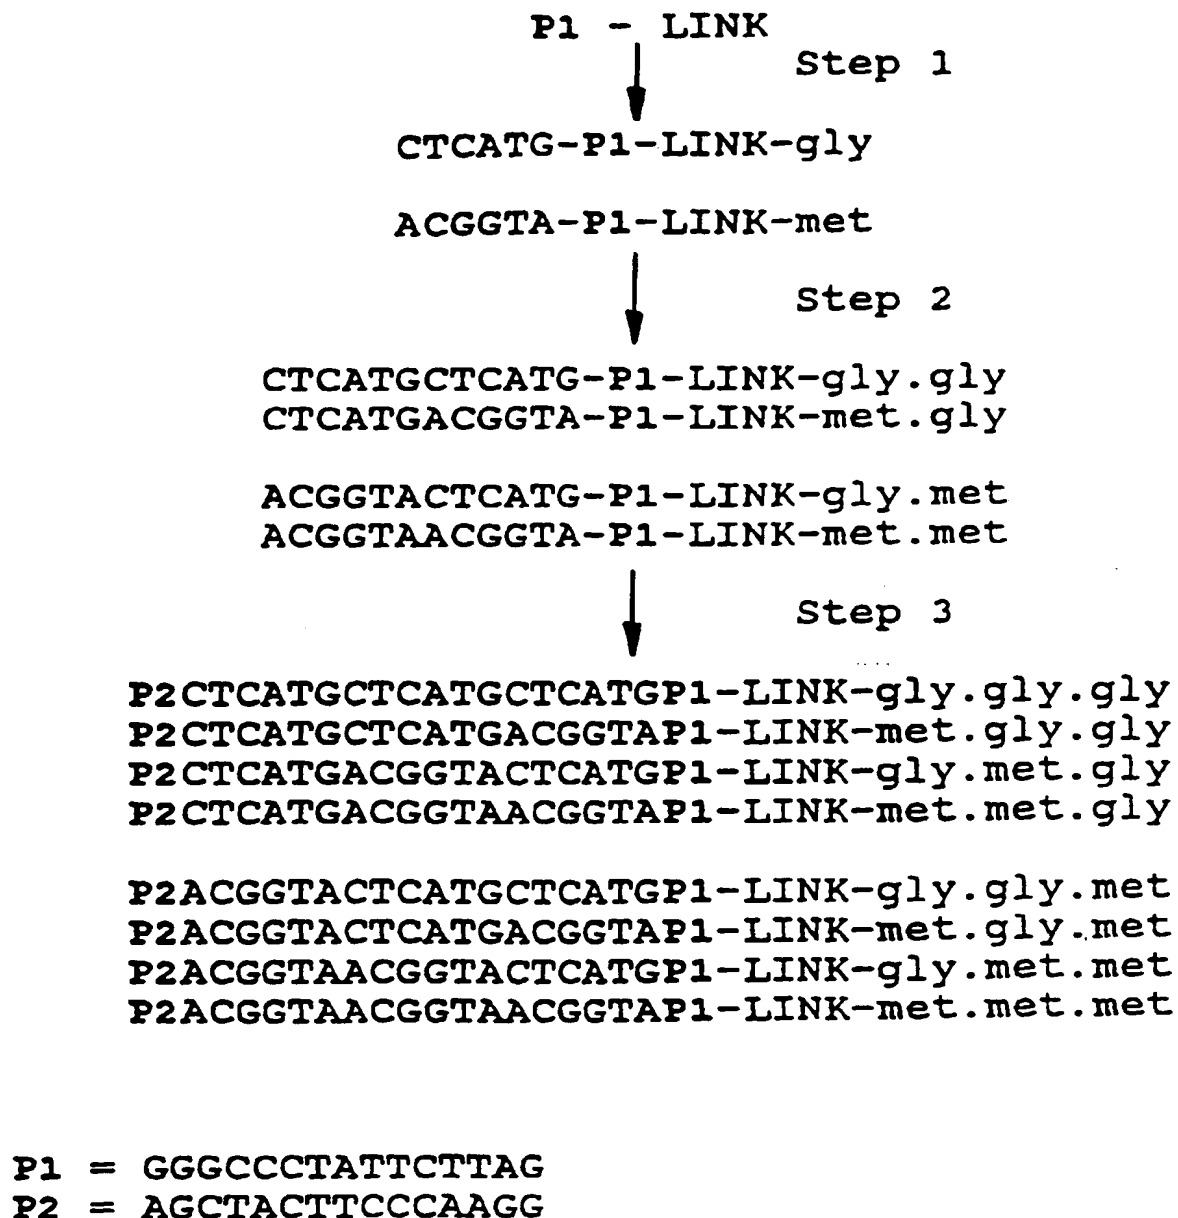 P1 - LINK
Step 1
CTCATG-P1-LINK-gly
ACGGTA-P1-LINK-met
Step 2
CTCATGCTCATG-P1-LINK-gly.gly
CTCATGACGGTA-P1-LINK-met.gly
ACGGTACTCATG-P1-LINK-gly.met
ACGGTAACGGTA-P1-LINK-met.met
Step 3
P2CTCATGCTCATGCTCATGP1-LINK-gly.gly.gly
P2CTCATGCTCATGACGGTAP1-LINK-met.gly.gly
P2CTCATGACGGTACTCATGP1-LINK-gly.met.gly
P2CTCATGACGGTAACGGTAP1-LINK-met.met.gly
P2ACGGTACTCATGCTCATGP1-LINK-gly.gly.met
P2ACGGTACTCATGACGGTAP1-LINK-met.gly.met
P2ACGGTAACGGTACTCATGP1-LINK-gly.met.met
P2ACGGTAACGGTAACGGTAP1-LINK-met.met.met
P1 = GGGCCCTATTCTTAG
P2 = AGCTACTTCCCAAGG